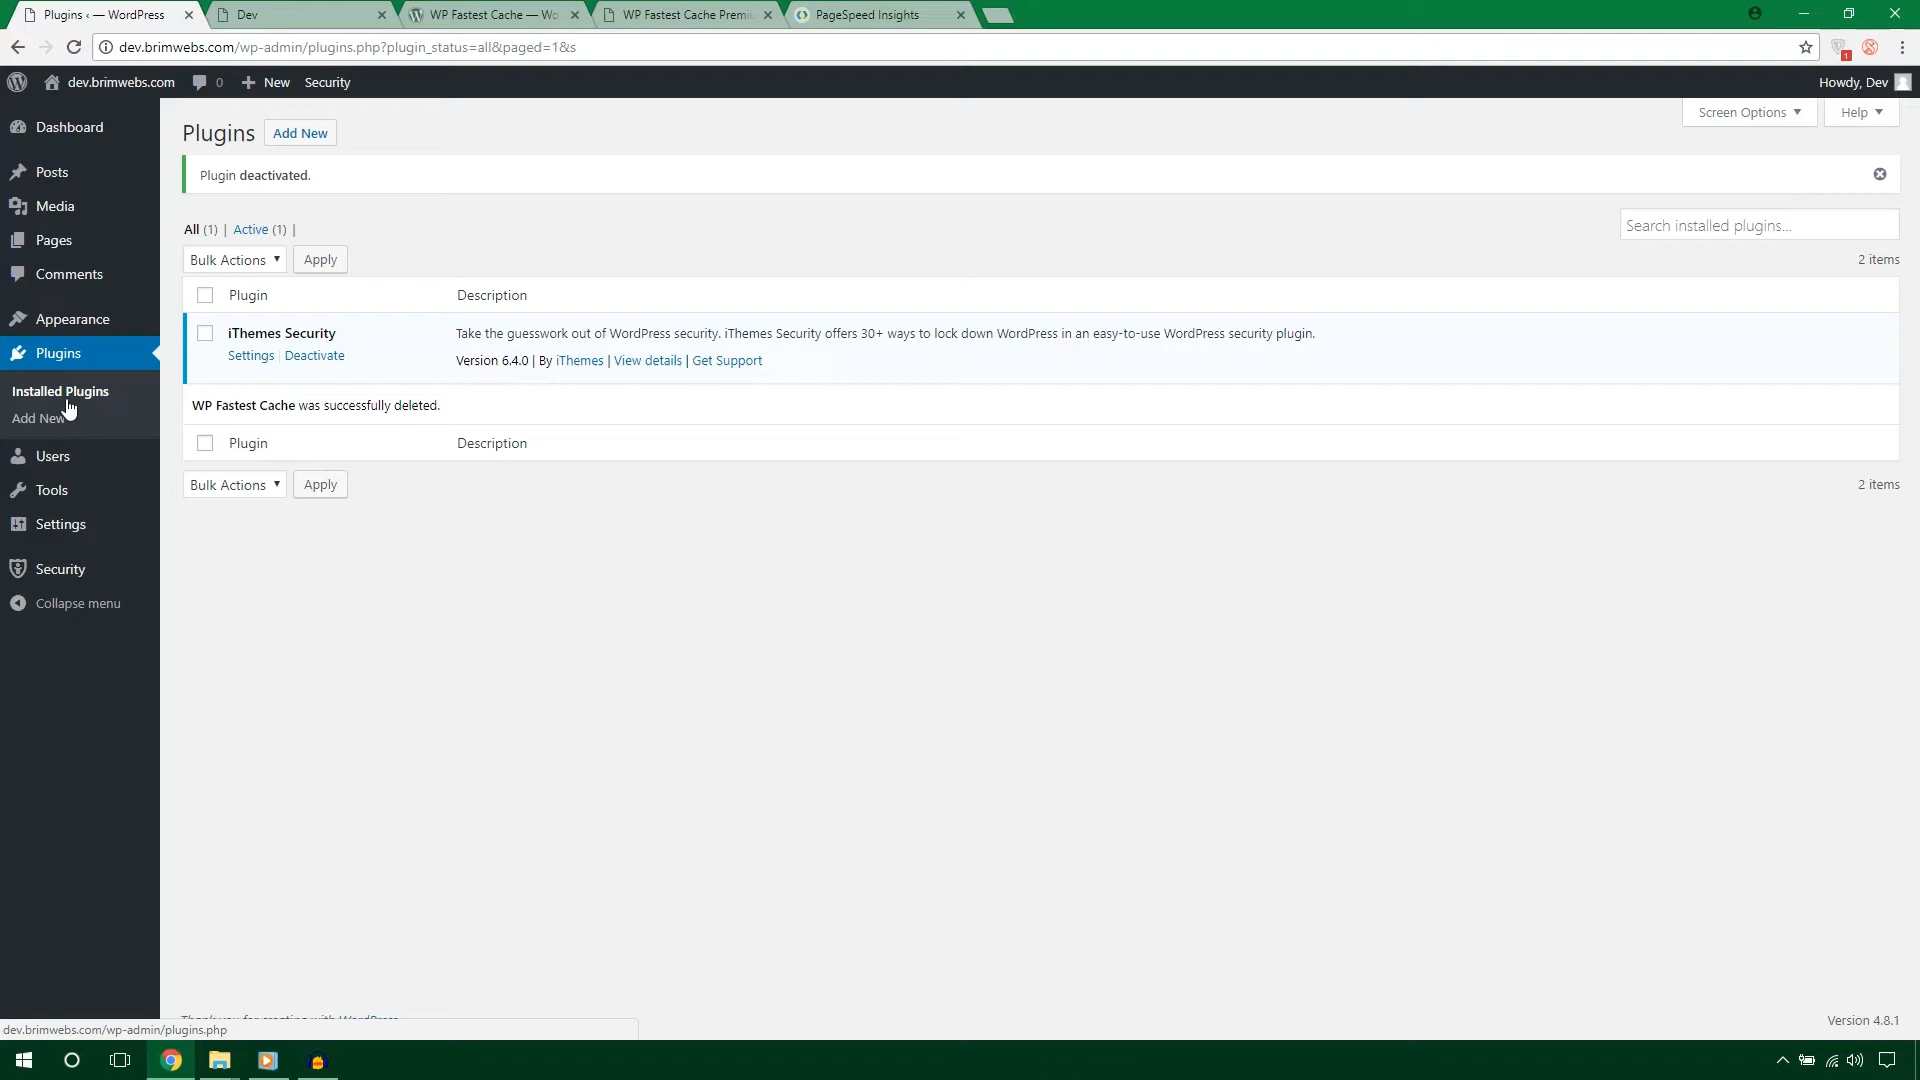 Plugins ‹ — WordPress
Dev
WP Fastest Cache — Wo
WP Fastest Cache Premi
PageSpeed Insights
dev.brimwebs.com/wp-admin/plugins.php?plugin_status=all&paged=1&s
1
dev.brimwebs.com
0
New
Security
Howdy, Dev
Dashboard
Posts
Media
Pages
Comments
Appearance
Plugins
Installed Plugins
Add New
Users
Tools
Settings
Security
Collapse menu
Screen Options ▼
Help ▼
Plugins
Add New
Plugin deactivated.
All (1) | Active (1) |
Search installed plugins...
Bulk Actions ▼
Apply
2 items
Plugin
Description
iThemes Security
Take the guesswork out of WordPress security. iThemes Security offers 30+ ways to lock down WordPress in an easy-to-use WordPress security plugin.
Settings | Deactivate
Version 6.4.0 | By iThemes | View details | Get Support
WP Fastest Cache was successfully deleted.
Plugin
Description
Bulk Actions ▼
Apply
2 items
Thank you for creating with WordPress
Version 4.8.1
dev.brimwebs.com/wp-admin/plugins.php